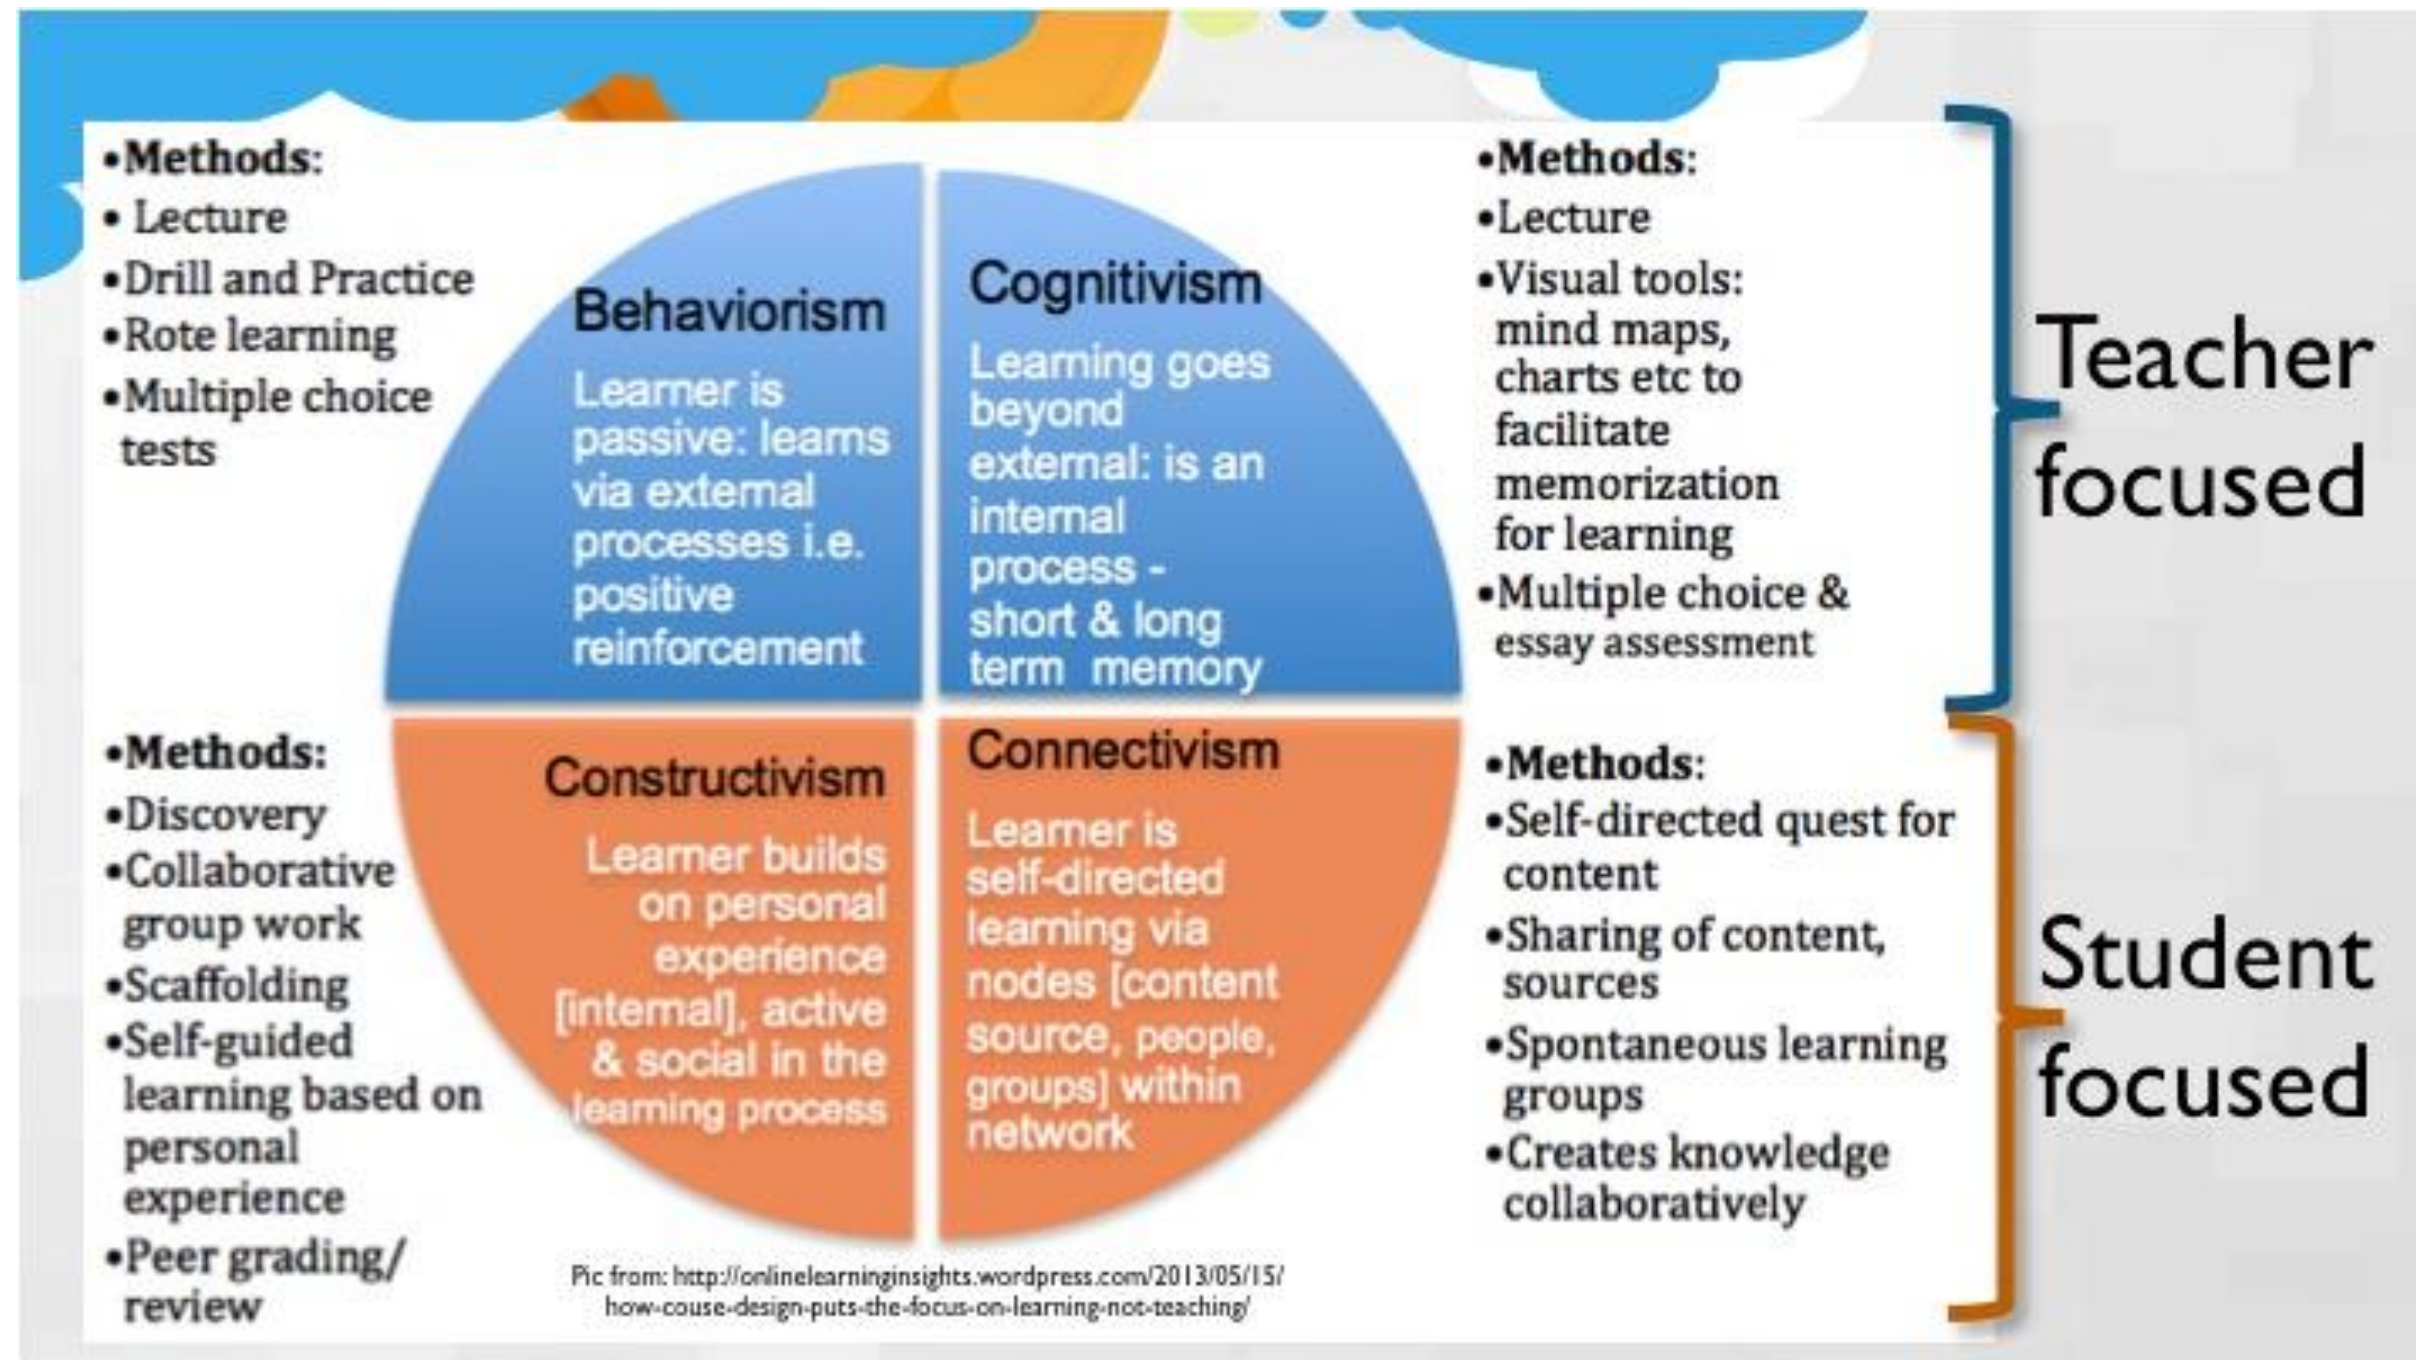 •Methods:
• Lecture
•Drill and Practice
•Rote learning
•Multiple choice
tests
Behaviorism
Learner is
passive: learns
via external
processes i.e.
positive
reinforcement
Cognitivism
Learning goes
beyond
external: is an
internal
process -
short & long
term memory
•Methods:
•Lecture
•Visual tools:
mind maps,
charts etc to
facilitate
memorization
for learning
•Multiple choice &
essay assessment
Teacher
focused
•Methods:
•Discovery
•Collaborative
group work
•Scaffolding
•Self-guided
learning based on
personal
experience
•Peer grading/
review
Constructivism
Learner builds
on personal
experience
[internal], active
& social in the
learning process
Connectivism
Learner is
self-directed
learning via
nodes [content
source, people,
groups] within
network
•Methods:
•Self-directed quest for
content
•Sharing of content,
sources
•Spontaneous learning
groups
•Creates knowledge
collaboratively
Student
focused
Pic from: http://onlinelearninginsights.wordpress.com/2013/05/15/
how-couse-design-puts-the-focus-on-learning-not-teaching/